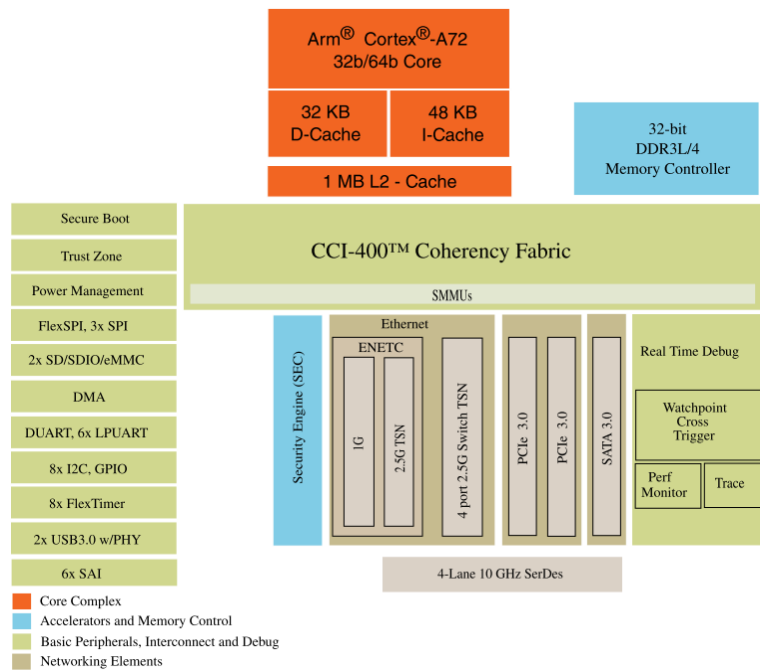 Arm® Cortex®-A72
32b/64b Core
32 KB
D-Cache
48 KB
I-Cache
1 MB L2 - Cache
32-bit
DDR3L/4
Memory Controller
Secure Boot
Trust Zone
Power Management
FlexSPI, 3x SPI
2x SD/SDIO/eMMC
DMA
DUART, 6x LPUART
8x I2C, GPIO
8x FlexTimer
2x USB3.0 w/PHY
6x SAI
CCI-400™ Coherency Fabric
SMMUs
Security Engine (SEC)
Ethernet
ENETC
1G
2.5G TSN
4 port 2.5G Switch TSN
PCIe 3.0
PCIe 3.0
SATA 3.0
Real Time Debug
Watchpoint
Cross
Trigger
Perf
Monitor
Trace
4-Lane 10 GHz SerDes
Core Complex
Accelerators and Memory Control
Basic Peripherals, Interconnect and Debug
Networking Elements